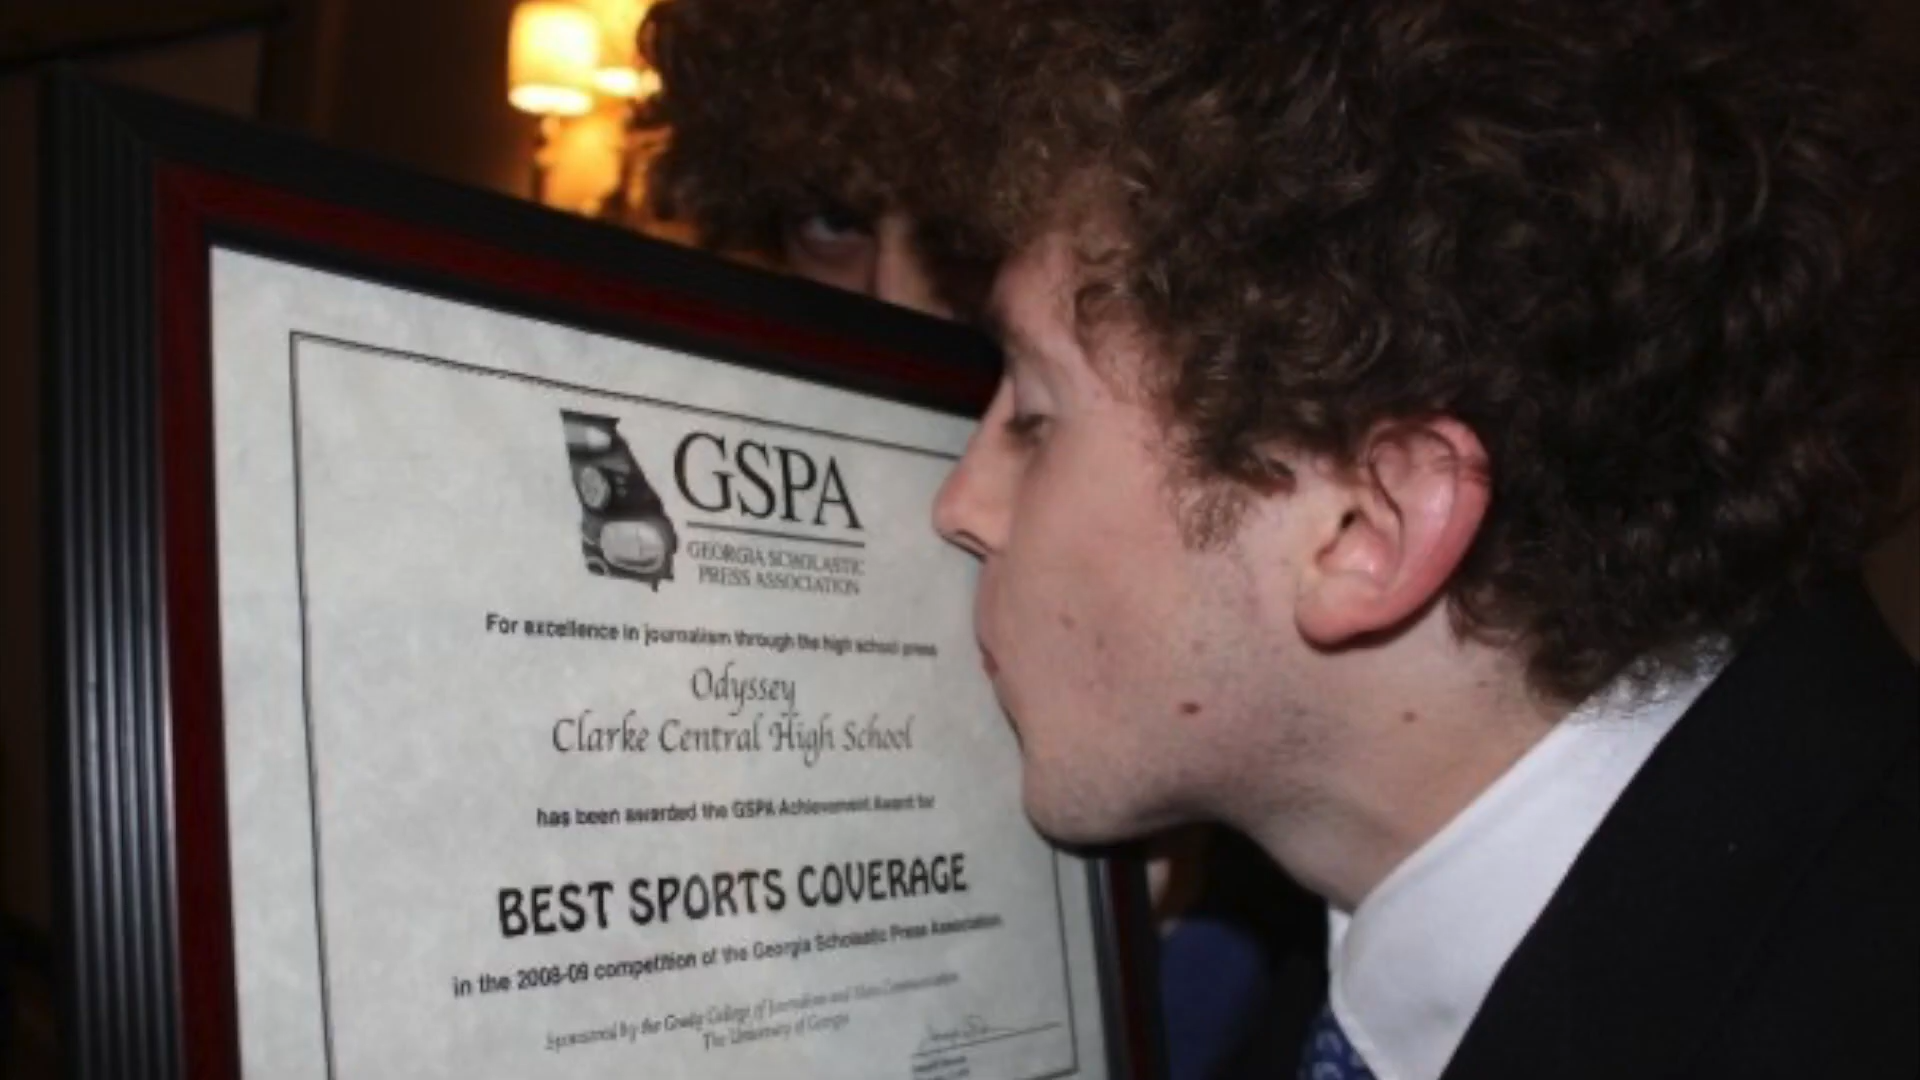 GSPA
GEORGIA SCHOLASTIC
PRESS ASSOCIATION
For excellence in journalism through the high school press
Odyssey
Clarke Central High School
has been awarded the GSPA Achievement Award for
BEST SPORTS COVERAGE
in the 2008-09 competition of the Georgia Scholastic Press Association
Sponsored by the Grady College of Journalism and Mass Communication
The University of Georgia